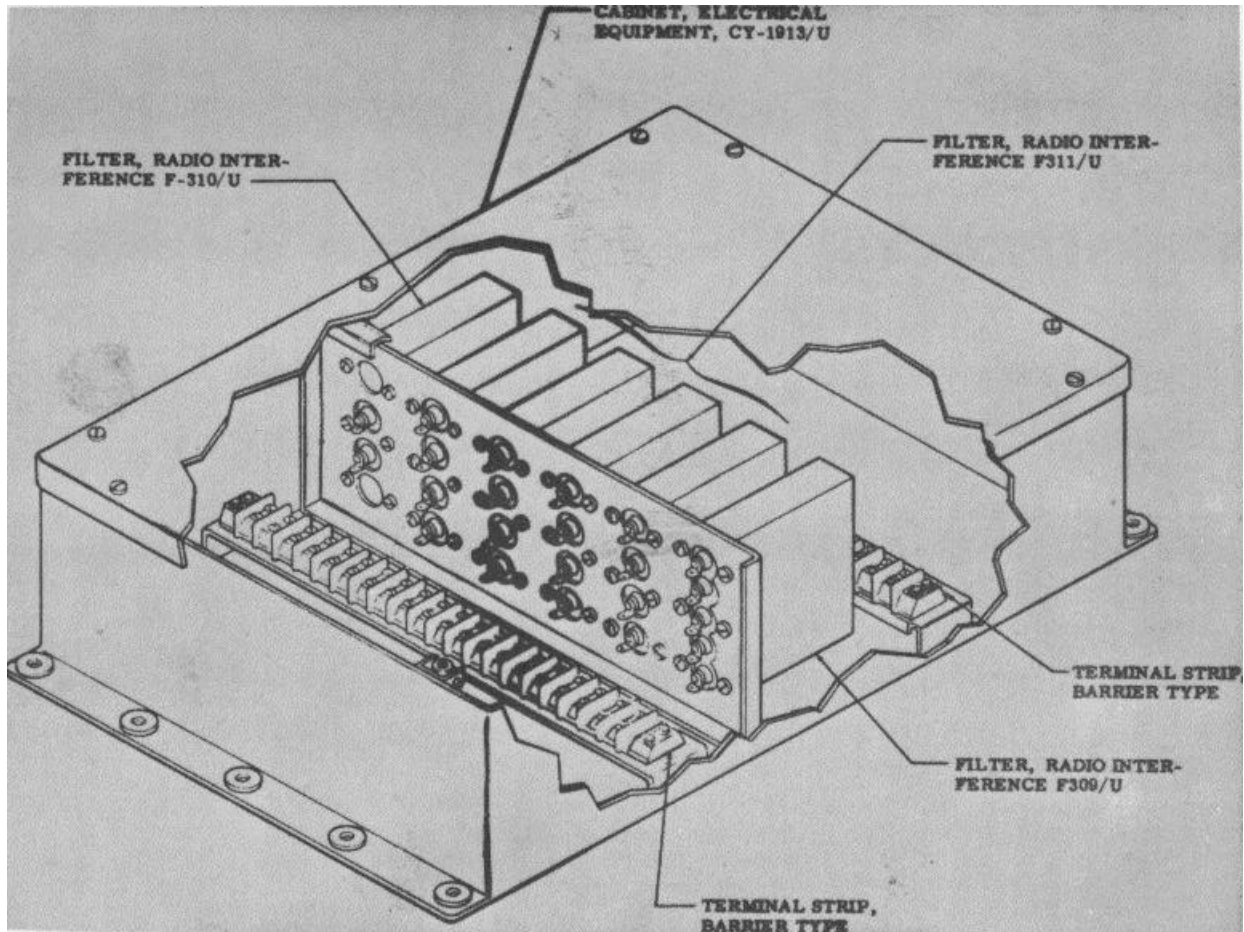 CABINET, ELECTRICAL
EQUIPMENT, CY-1913/U
FILTER, RADIO INTER-
FERENCE F-310/U
FILTER, RADIO INTER-
FERENCE F311/U
TERMINAL STRIP,
BARRIER TYPE
FILTER, RADIO INTER-
FERENCE F309/U
TERMINAL STRIP,
BARRIER TYPE